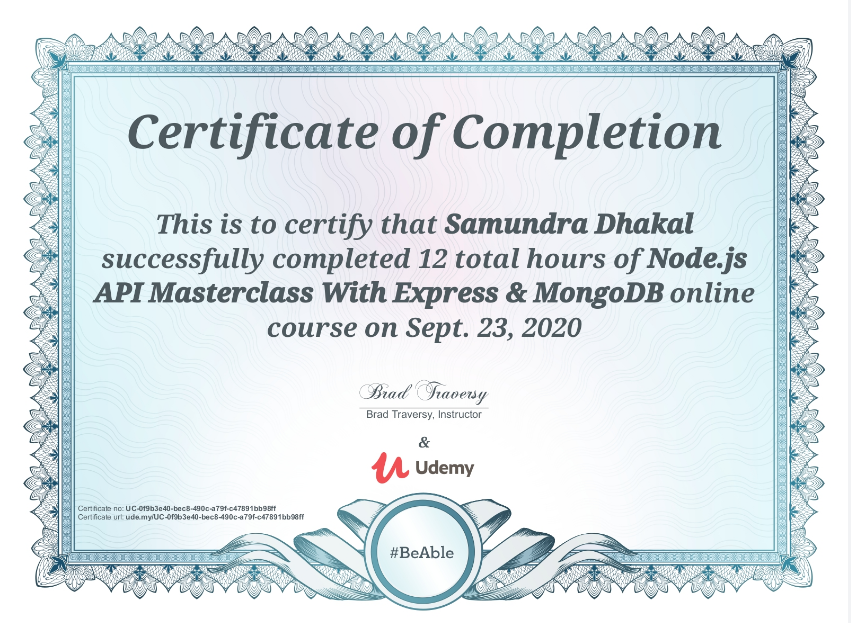 Certificate of Completion
This is to certify that Samundra Dhakal
successfully completed 12 total hours of Node.js
API Masterclass With Express & MongoDB online
course on Sept. 23, 2020
Brad Traversy
Brad Traversy, Instructor
&
Udemy
Certificate no: UC-0f9b3e40-bec8-490c-a79f-c47891bb98ff
Certificate url: ude.my/UC-0f9b3e40-bec8-490c-a79f-c47891bb98ff
#BeAble